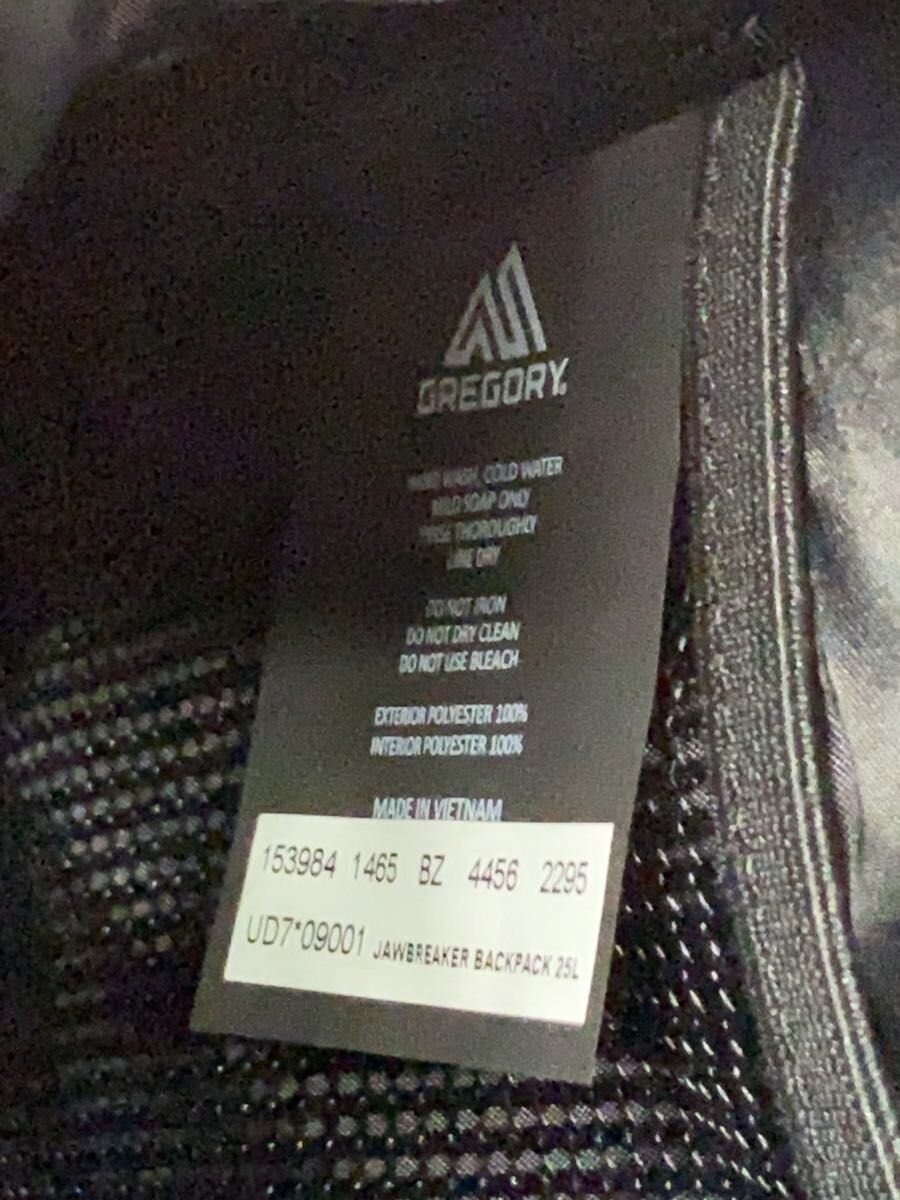 GREGORY.
HAND WASH, COLD WATER
MILD SOAP ONLY
RINSE THOROUGHLY
LINE DRY
DO NOT IRON
DO NOT DRY CLEAN
DO NOT USE BLEACH
EXTERIOR POLYESTER 100%
INTERIOR POLYESTER 100%
MADE IN VIETNAM
153984 1465 BZ 4456 2295
UD7*09001 JAWBREAKER BACKPACK 25L